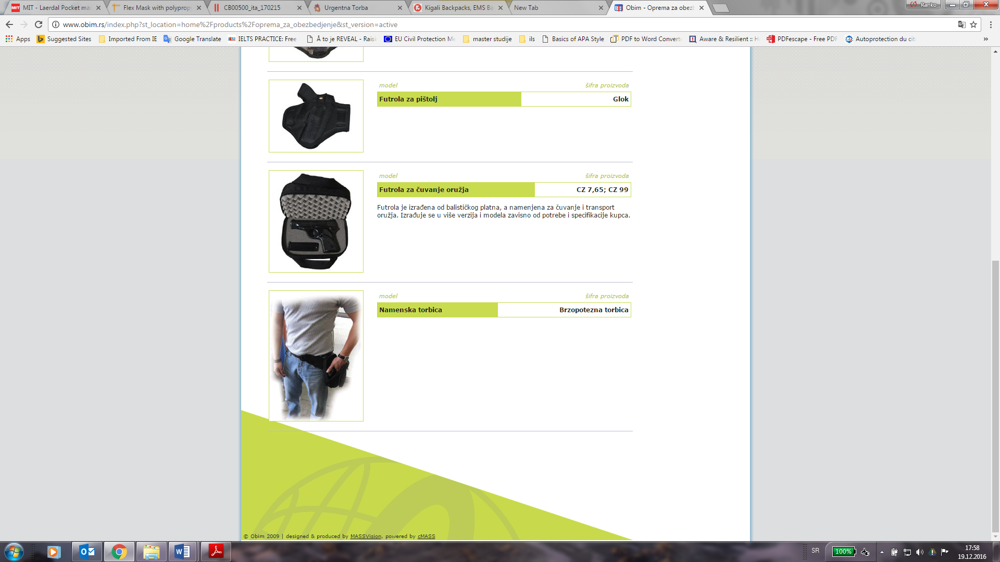 MIT - Laerdal Pocket ma
Flex Mask with polyprop
CB00500_ita_170215
Urgentna Torba
Kigali Backpacks, EMS Ba
New Tab
Obim - Oprema za obezb
Ranko
www.obim.rs/index.php?st_location=home%2Fproducts%2Foprema_za_obezbedjenje&st_version=active
Apps
Suggested Sites
Imported From IE
Google Translate
IELTS PRACTICE: Free
Å to je REVEAL - Rais
EU Civil Protection Me
master studije
ils
Basics of APA Style
PDF to Word Convert
Aware & Resilient :: H
PDFescape - Free PDF
Autoprotection du cit
»
model
šifra proizvoda
Futrola za pištolj
Glok
model
šifra proizvoda
Futrola za čuvanje oružja
CZ 7,65; CZ 99
Futrola je izrađena od balističkog platna, a namenjena za čuvanje i transport
oružja. Izrađuje se u više verzija i modela zavisno od potrebe i specifikacije kupca.
model
šifra proizvoda
Namenska torbica
Brzopotezna torbica
© Obim 2009 | designed & produced by MASSVision, powered by cMASS
SR
100%
17:58
19.12.2016